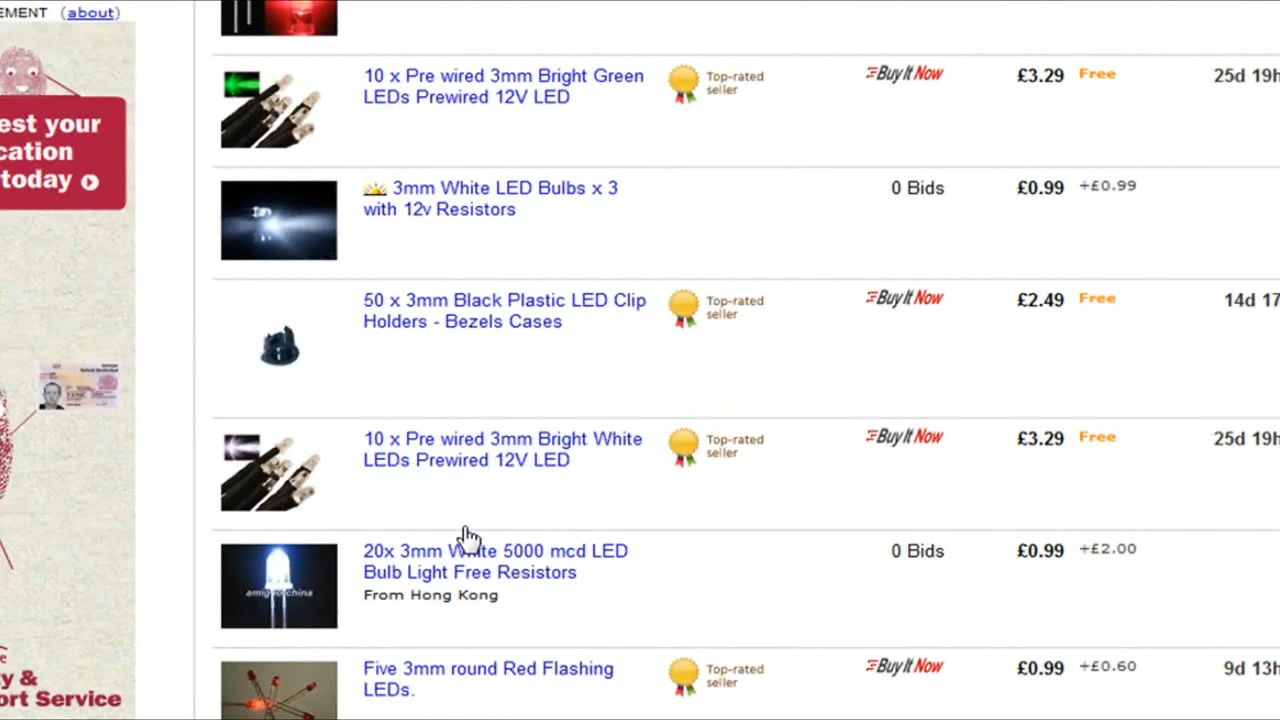 EMENT (about)
est your
cation
today
ty &
ort Service
10 x Pre wired 3mm Bright Green
LEDs Prewired 12V LED
Top-rated
seller
Buy It Now
£3.29
Free
25d 19h
3mm White LED Bulbs x 3
with 12v Resistors
0 Bids
£0.99
+£0.99
50 x 3mm Black Plastic LED Clip
Holders - Bezels Cases
Top-rated
seller
Buy It Now
£2.49
Free
14d 17
10 x Pre wired 3mm Bright White
LEDs Prewired 12V LED
Top-rated
seller
Buy It Now
£3.29
Free
25d 19h
20x 3mm White 5000 mcd LED
Bulb Light Free Resistors
From Hong Kong
0 Bids
£0.99
+£2.00
Five 3mm round Red Flashing
LEDs.
Top-rated
seller
Buy It Now
£0.99
+£0.60
9d 13h